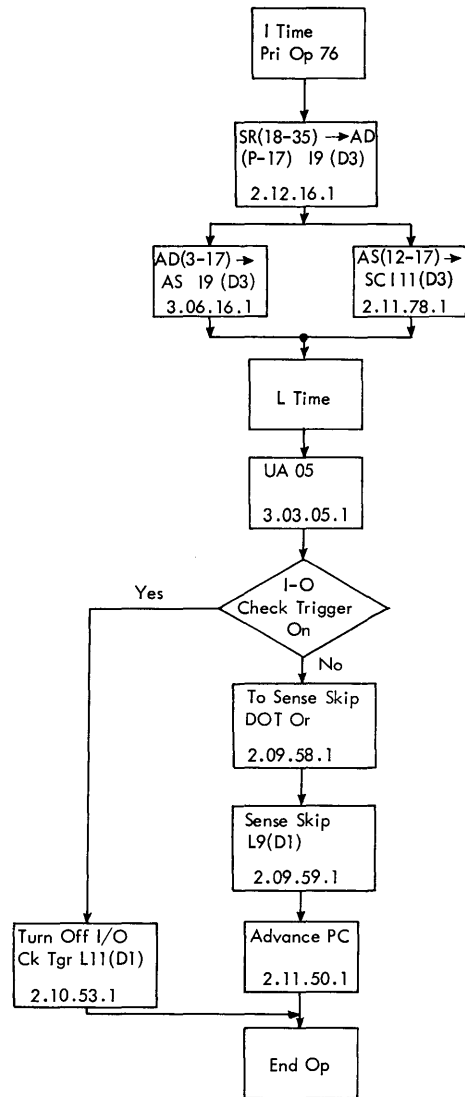 I Time
Pri Op 76
SR(18-35) → AD
(P-17) I9 (D3)
2.12.16.1
AD(3-17) →
AS I9 (D3)
3.06.16.1
AS(12-17) →
SC I11(D3)
2.11.78.1
L Time
UA 05
3.03.05.1
I-O
Check Trigger
On
Yes
No
To Sense Skip
DOT Or
2.09.58.1
Sense Skip
L9(D1)
2.09.59.1
Turn Off I/O
Ck Tgr L11(D1)
2.10.53.1
Advance PC
2.11.50.1
End Op